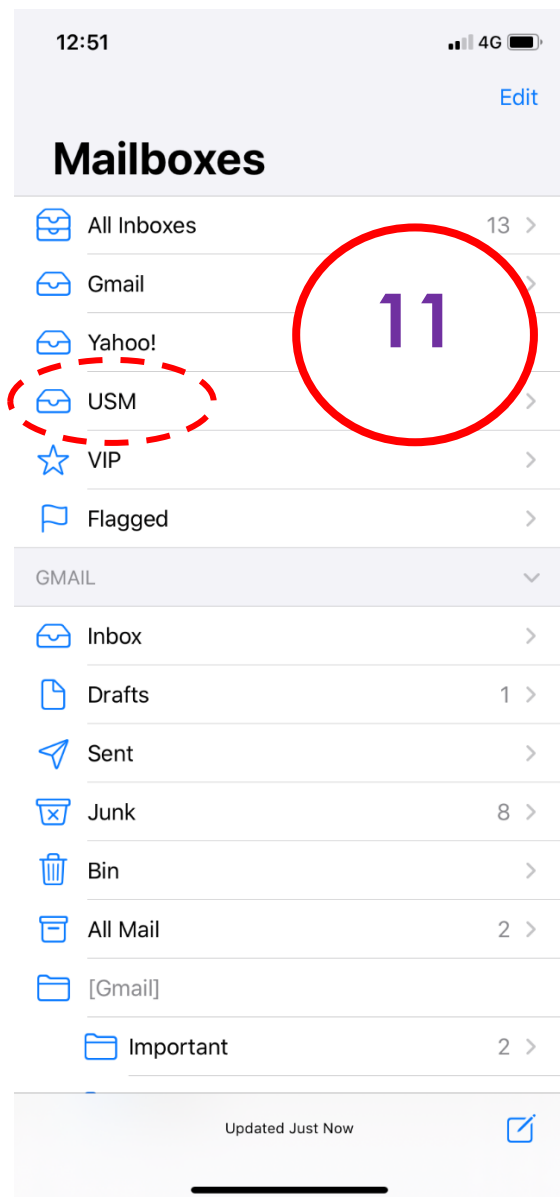 12:51 4G
Edit
Mailboxes
All Inboxes 13
Gmail
11
Yahoo!
USM
VIP
Flagged
GMAIL
Inbox
Drafts 1
Sent
Junk 8
Bin
All Mail 2
[Gmail]
Important 2
Updated Just Now